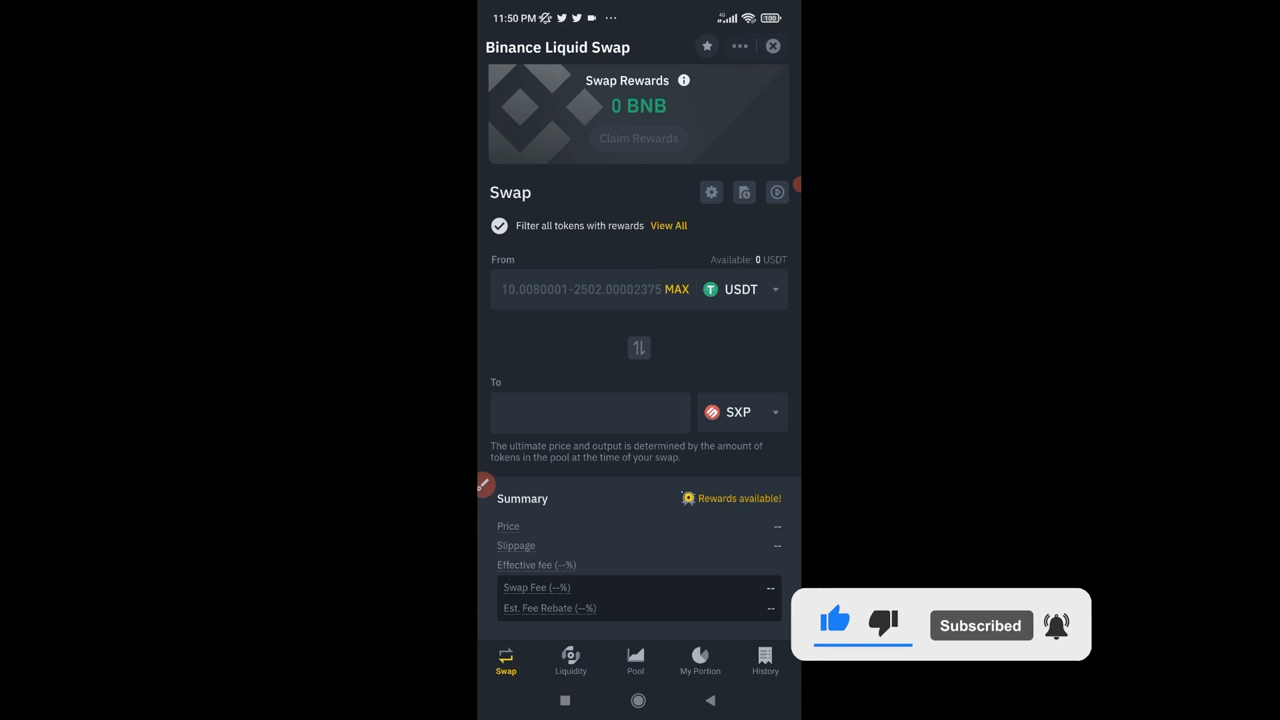 11:50 PM
4G
100
Binance Liquid Swap
Swap Rewards
0 BNB
Claim Rewards
Swap
Filter all tokens with rewards View All
From Available: 0 USDT
10.0080001-2502.00002375 MAX USDT
To
SXP
The ultimate price and output is determined by the amount of
tokens in the pool at the time of your swap.
Summary Rewards available!
Price --
Slippage --
Effective fee (--%)
Swap Fee (--%) --
Est. Fee Rebate (--%) --
Swap Liquidity Pool My Portion History
Subscribed